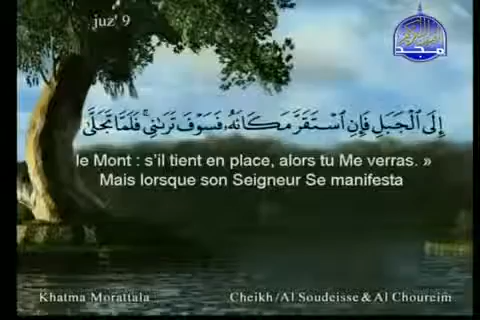 juz' 9
إِلَى ٱلْجَبَلِ فَإِنِ ٱسْتَقَرَّ مَكَانَهُۥ فَسَوْفَ تَرَىٰنِى ۚ فَلَمَّا تَجَلَّىٰ
le Mont : s'il tient en place, alors tu Me verras. »
Mais lorsque son Seigneur Se manifesta
Khatma Morattala
Cheikh /Al Soudeisse & Al Choureim